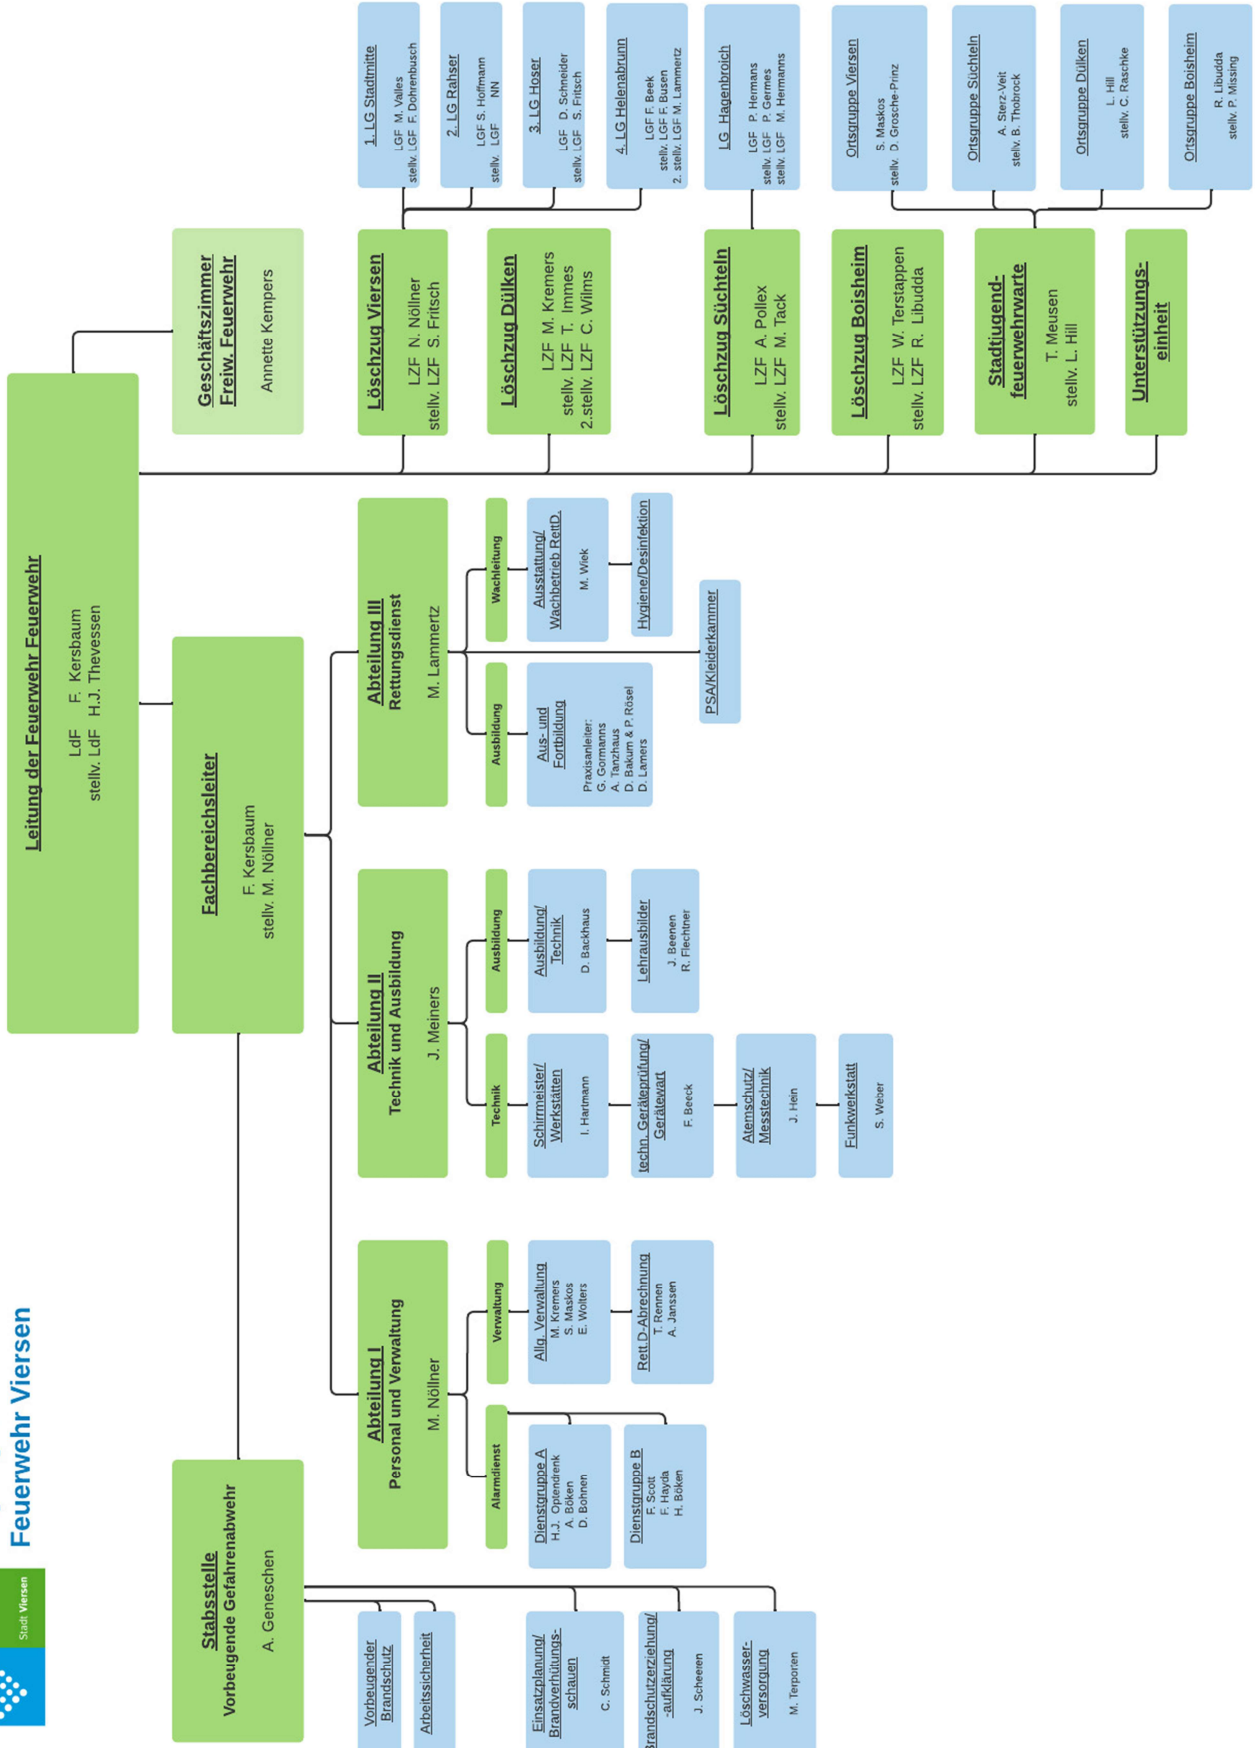 Stadt Viersen
Feuerwehr Viersen
Leitung der Feuerwehr Feuerwehr
LdF F. Kersbaum
stellv. LdF H.J. Thevessen
Geschäftszimmer
Freiw. Feuerwehr
Annette Kempers
Fachbereichsleiter
F. Kersbaum
stellv. M. Nöllner
Stabsstelle
Vorbeugende Gefahrenabwehr
A. Geneschen
Vorbeugender
Brandschutz
Arbeitssicherheit
Einsatzplanung/
Brandverhütungs-
schauen
C. Schmidt
Brandschutzerziehung/
-aufklärung
J. Scheeren
Löschwasser-
versorgung
M. Terporten
Abteilung I
Personal und Verwaltung
M. Nöllner
Alarmdienst
Dienstgruppe A
H.J. Optendrenk
A. Böken
D. Bohnen
Dienstgruppe B
F. Scott
F. Hayda
H. Böken
Verwaltung
Allg. Verwaltung
M. Kremers
S. Maskos
E. Wolters
Rett.D-Abrechnung
T. Rennen
A. Janssen
Abteilung II
Technik und Ausbildung
J. Meiners
Technik
Schirrmeister/
Werkstätten
I. Hartmann
techn. Geräteprüfung/
Gerätewart
F. Beeck
Atemschutz/
Messtechnik
J. Hein
Funkwerkstatt
S. Weber
Ausbildung
Ausbildung/
Technik
D. Backhaus
Lehrausbilder
J. Beenen
R. Flechtner
Abteilung III
Rettungsdienst
M. Lammertz
Ausbildung
Aus- und
Fortbildung
Praxisanleiter:
G. Gormanns
A. Tanzhaus
D. Bakum & P. Rösel
D. Lamers
Wachleitung
Ausstattung/
Wachbetrieb RettD.
M. Wiek
Hygiene/Desinfektion
PSA/Kleiderkammer
Löschzug Viersen
LZF N. Nöllner
stellv. LZF S. Fritsch
1. LG Stadtmitte
LGF M. Valles
stellv. LGF F. Dohrenbusch
2. LG Rahser
LGF S. Hoffmann
stellv. LGF NN
3. LG Hoser
LGF D. Schneider
stellv. LGF S. Fritsch
4. LG Helenabrunn
LGF F. Beek
stellv. LGF F. Busen
2. stellv. LGF M. Lammertz
Löschzug Dülken
LZF M. Kremers
stellv. LZF T. Immes
2.stellv. LZF C. Wilms
Löschzug Süchteln
LZF A. Pollex
stellv. LZF M. Tack
LG Hagenbroich
LGF P. Hermans
stellv. LGF P. Germes
stellv. LGF M. Hermanns
Löschzug Boisheim
LZF W. Terstappen
stellv. LZF R. Libudda
Stadtjugend-
feuerwehrwarte
T. Meusen
stellv. L. Hill
Ortsgruppe Viersen
S. Maskos
stellv. D. Grosche-Prinz
Ortsgruppe Süchteln
A. Sterz-Veit
stellv. B. Thobrock
Ortsgruppe Dülken
L. Hill
stellv. C. Raschke
Ortsgruppe Boisheim
R. Libudda
stellv. P. Missing
Unterstützungs-
einheit